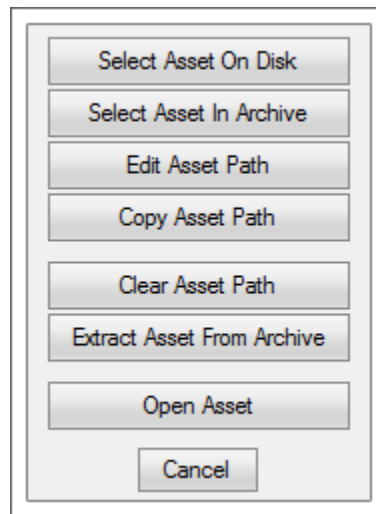 Select Asset On Disk
Select Asset In Archive
Edit Asset Path
Copy Asset Path
Clear Asset Path
Extract Asset From Archive
Open Asset
Cancel